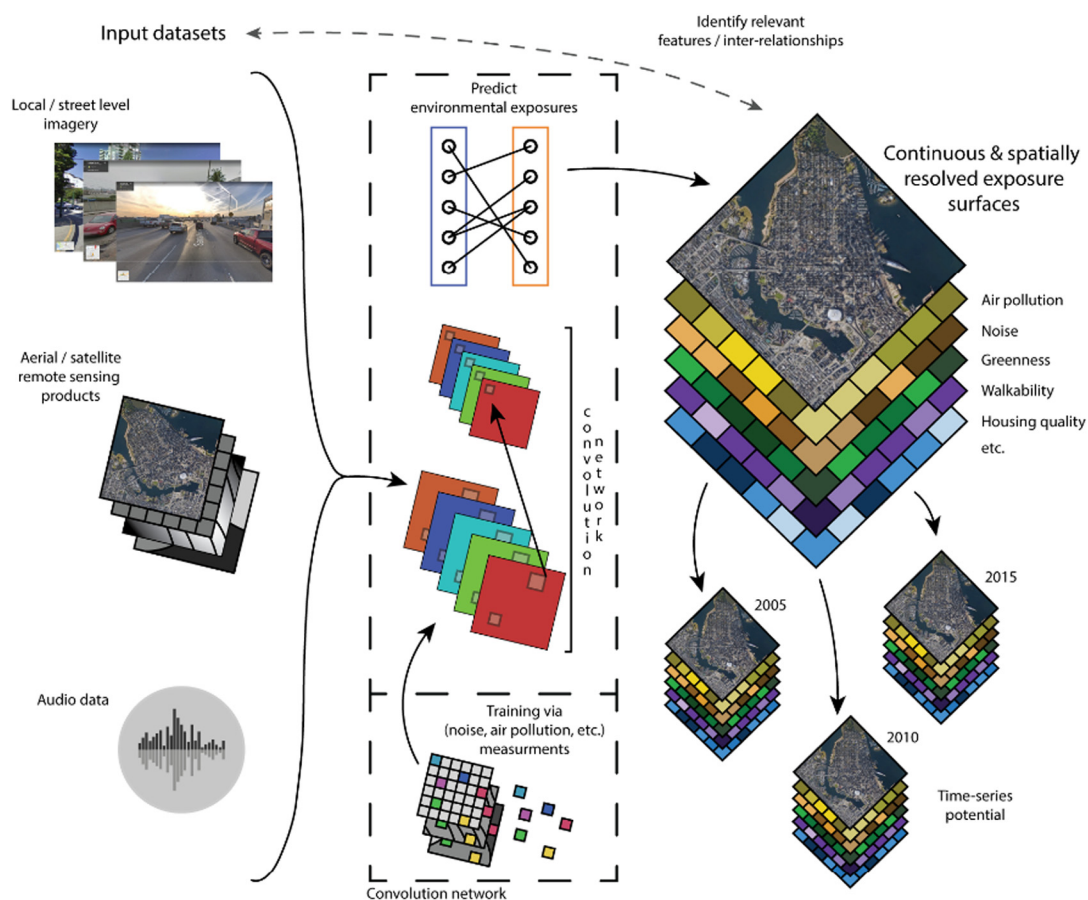 Input datasets
Identify relevant
features / inter-relationships
Local / street level
imagery
Predict
environmental exposures
Continuous & spatially
resolved exposure
surfaces
Air pollution
Noise
Greenness
Walkability
Housing quality
etc.
Aerial / satellite
remote sensing
products
convolution
network
2005
2015
2010
Audio data
Training via
(noise, air pollution, etc.)
measurments
Time-series
potential
Convolution network